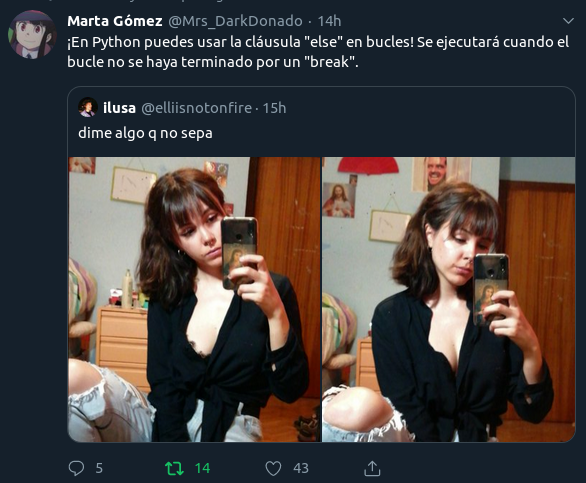 Marta Gómez @Mrs_DarkDonado · 14h
¡En Python puedes usar la cláusula "else" en bucles! Se ejecutará cuando el
bucle no se haya terminado por un "break".
ilusa @elliisnotonfire · 15h
dime algo q no sepa
5 14 43